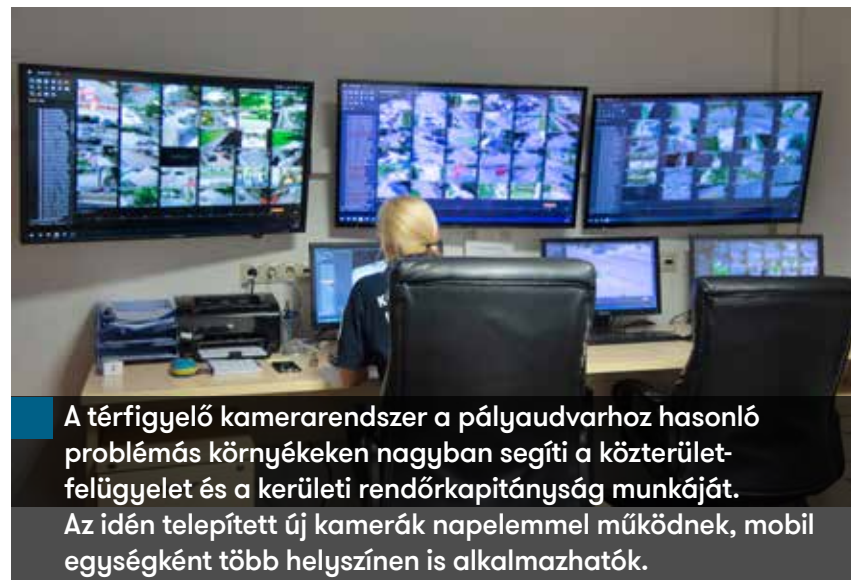 A térfigyelő kamerarendszer a pályaudvarhoz hasonló
problémás környékeken nagyban segíti a közterület-
felügyelet és a kerületi rendőrkapitányság munkáját.
Az idén telepített új kamerák napelemmel működnek, mobil
egységként több helyszínen is alkalmazhatók.